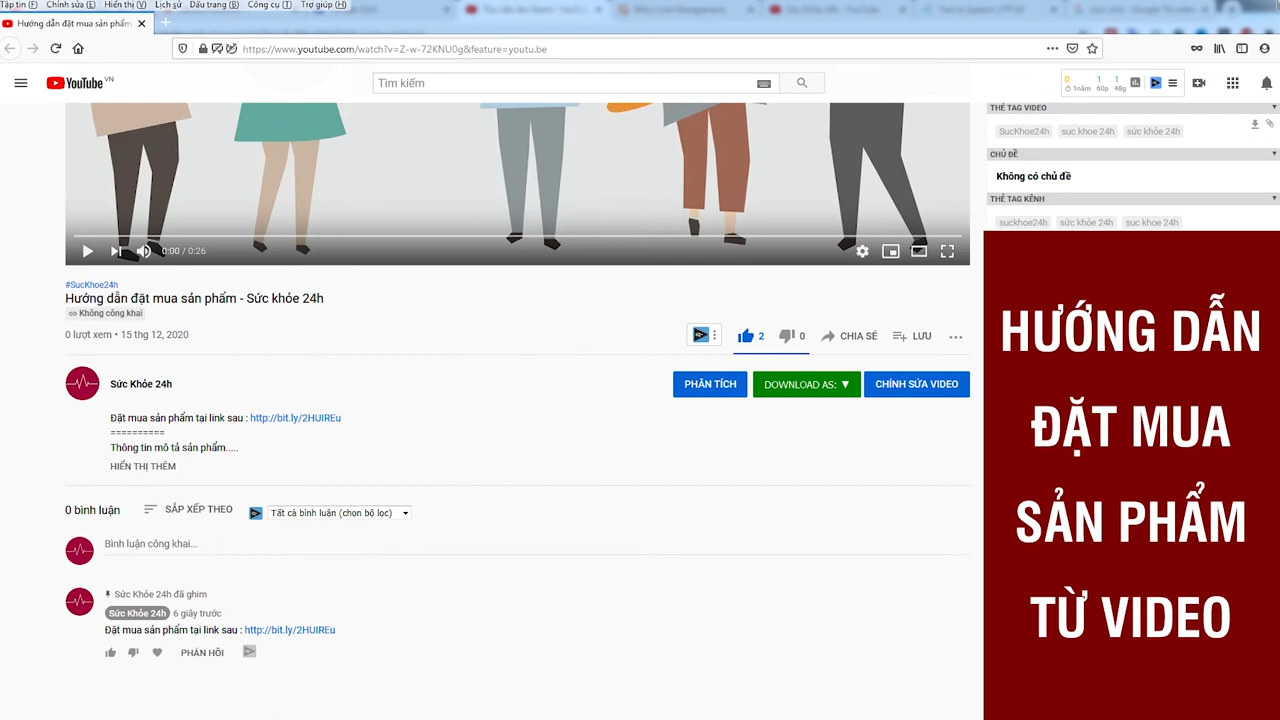 Tập tin (F) Chỉnh sửa (E) Hiển thị (V) Lịch sử Dấu trang (B) Công cụ (T) Trợ giúp (H)
Hướng dẫn đặt mua sản phẩm
https://www.youtube.com/watch?v=Z-w-72KNU0g&feature=youtu.be
YouTube VN
Tìm kiếm
0 1 1
1năm 60p 48g
THẺ TAG VIDEO
SucKhoe24h suc khoe 24h sức khỏe 24h
CHỦ ĐỀ
Không có chủ đề
THẺ TAG KÊNH
suckhoe24h sức khỏe 24h suc khoe 24h
0:00 / 0:26
#SucKhoe24h
Hướng dẫn đặt mua sản phẩm - Sức khỏe 24h
Không công khai
0 lượt xem • 15 thg 12, 2020
2 0 CHIA SẺ LƯU
Sức Khỏe 24h
PHÂN TÍCH DOWNLOAD AS: ▼ CHỈNH SỬA VIDEO
Đặt mua sản phẩm tại link sau : http://bit.ly/2HUIREu
==========
Thông tin mô tả sản phẩm.....
HIỂN THỊ THÊM
0 bình luận SẮP XẾP THEO Tất cả bình luận (chọn bộ lọc)
Bình luận công khai...
Sức Khỏe 24h đã ghim
Sức Khỏe 24h 6 giây trước
Đặt mua sản phẩm tại link sau : http://bit.ly/2HUIREu
PHẢN HỒI
HƯỚNG DẪN
ĐẶT MUA
SẢN PHẨM
TỪ VIDEO